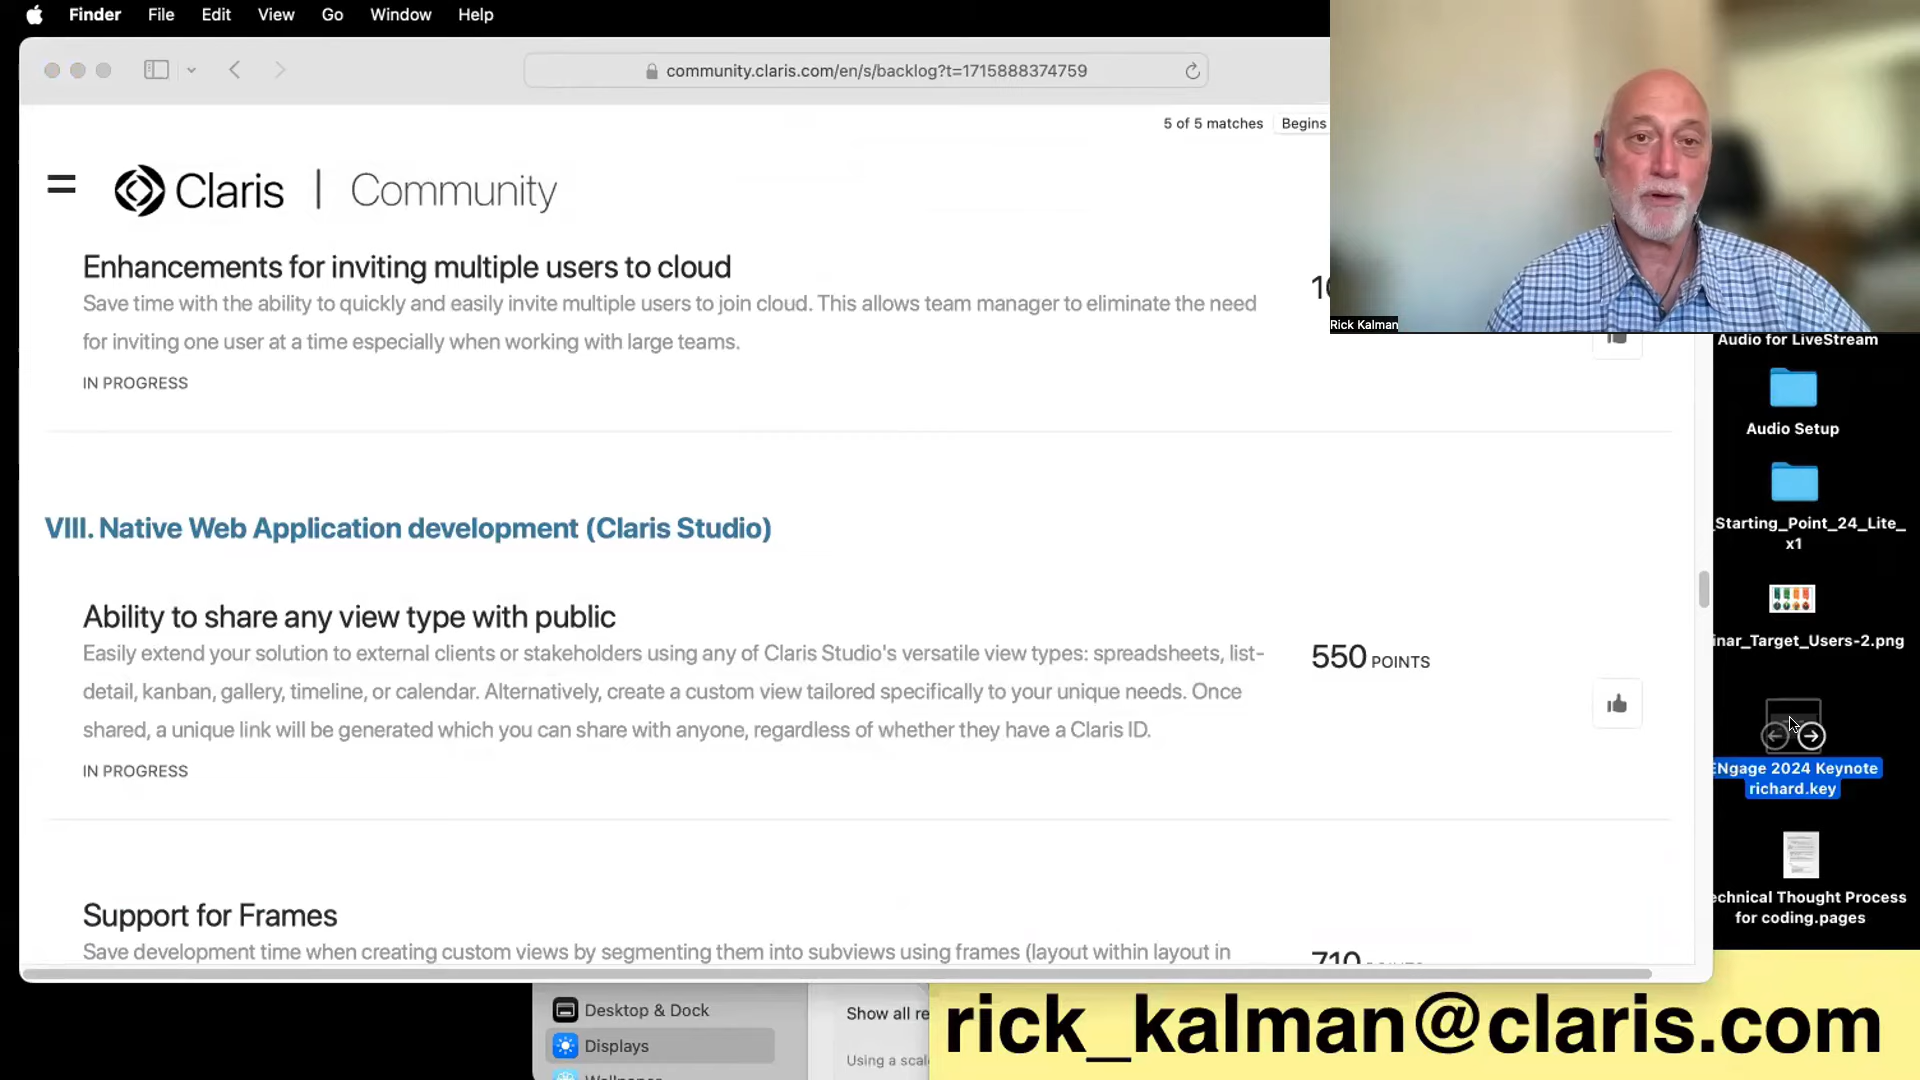 Finder File Edit View Go Window Help
community.claris.com/en/s/backlog?t=1715888374759
5 of 5 matches Begins
Claris | Community
Enhancements for inviting multiple users to cloud
Save time with the ability to quickly and easily invite multiple users to join cloud. This allows team manager to eliminate the need
for inviting one user at a time especially when working with large teams.
IN PROGRESS
Rick Kalman
Audio for LiveStream
Audio Setup
_Starting_Point_24_Lite_
x1
VIII. Native Web Application development (Claris Studio)
Ability to share any view type with public
Easily extend your solution to external clients or stakeholders using any of Claris Studio's versatile view types: spreadsheets, list-
detail, kanban, gallery, timeline, or calendar. Alternatively, create a custom view tailored specifically to your unique needs. Once
shared, a unique link will be generated which you can share with anyone, regardless of whether they have a Claris ID.
550 POINTS
IN PROGRESS
inar_Target_Users-2.png
ENgage 2024 Keynote
richard.key
echnical Thought Process
for coding.pages
Support for Frames
Save development time when creating custom views by segmenting them into subviews using frames (layout within layout in
710 POINTS
Desktop & Dock
Displays
Show all re
Using a scal
rick_kalman@claris.com